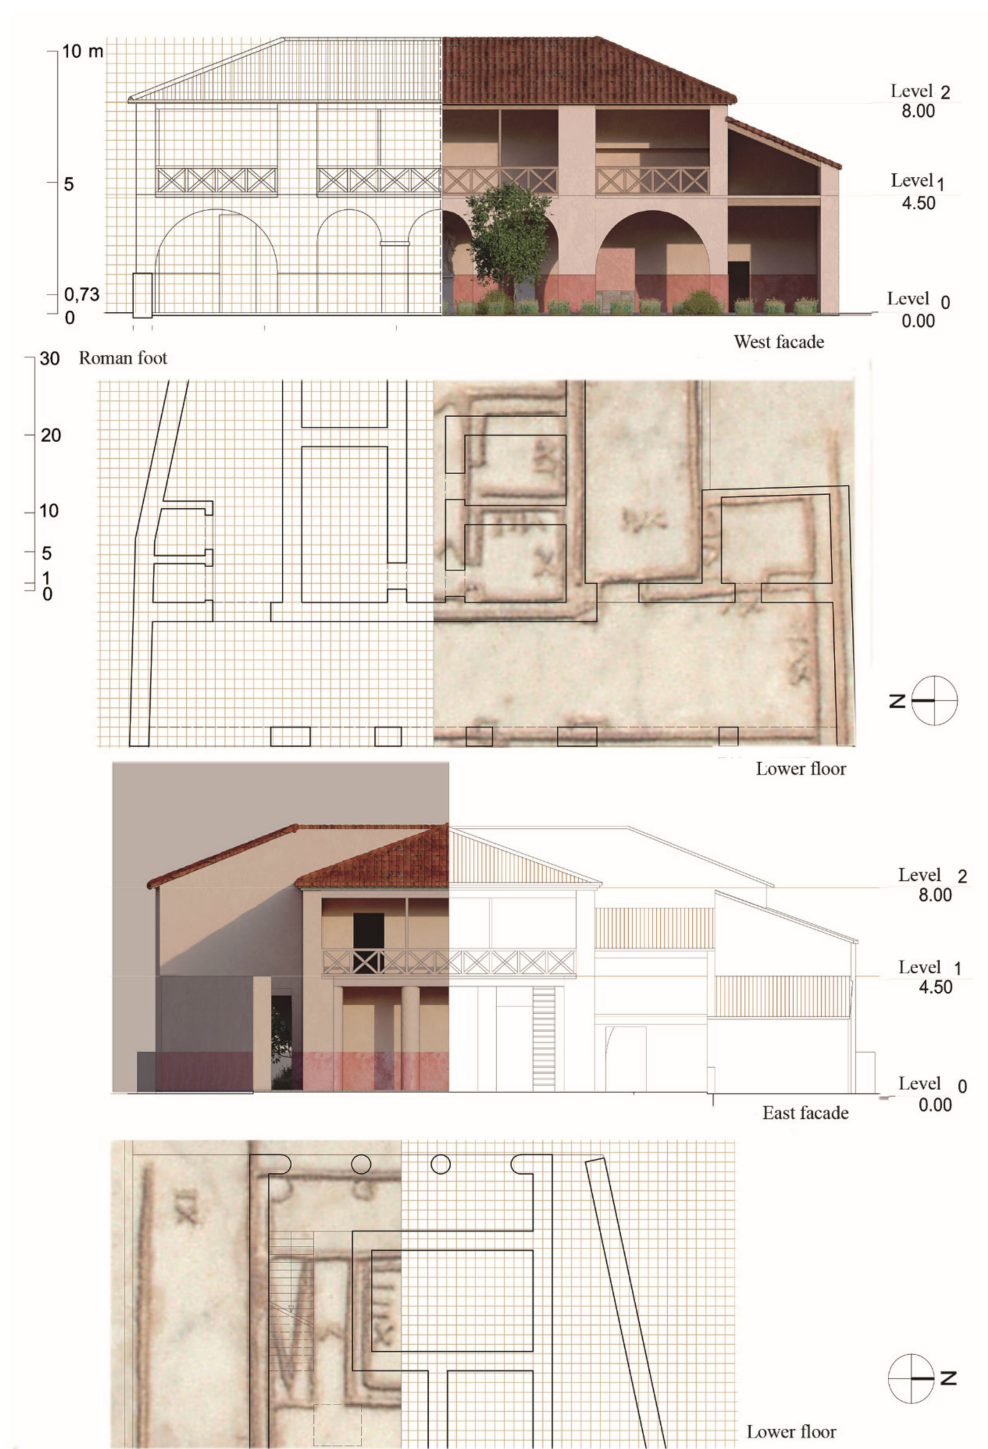 10 m
Level 2
8.00
5
Level 1
4.50
0,73
0
Level 0
0.00
West facade
30 Roman foot
20
10
5
1
0
N
Lower floor
Level 2
8.00
Level 1
4.50
Level 0
0.00
East facade
IX
N
Lower floor